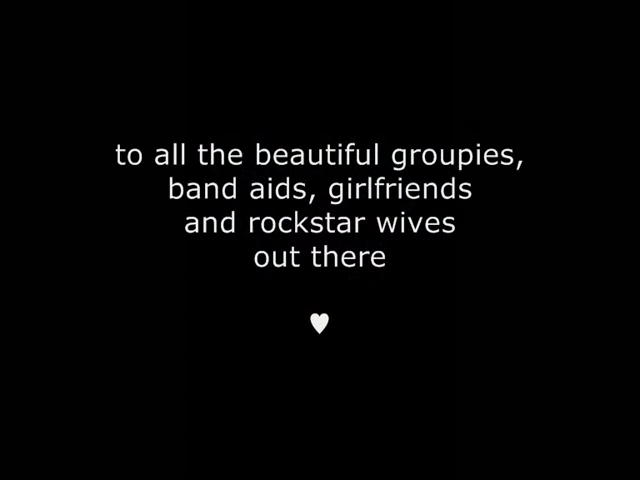 to all the beautiful groupies,
band aids, girlfriends
and rockstar wives
out there
♥